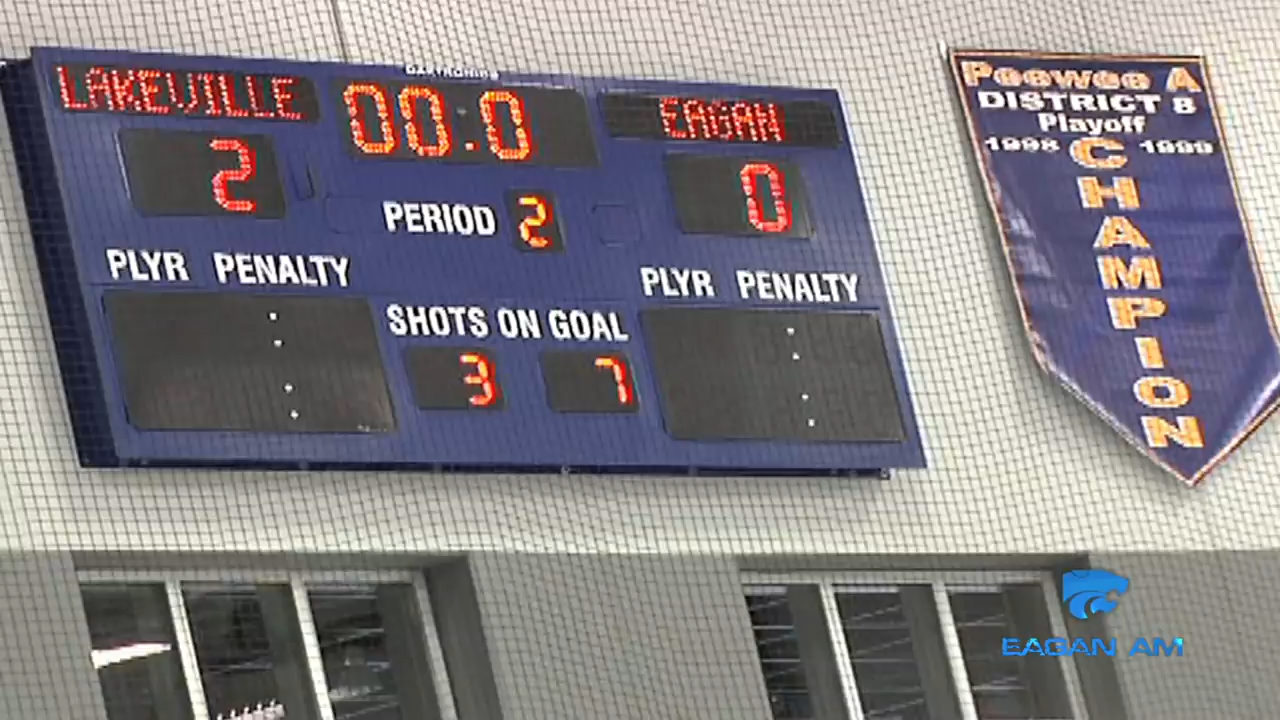 DAKTRONICS
LAKEVILLE 00.0 EAGAN
2 0
PERIOD 2
PLYR PENALTY PLYR PENALTY
SHOTS ON GOAL
3 7
PeeWee A
DISTRICT 8
Playoff
1998 1999
CHAMPION
EAGAN AM